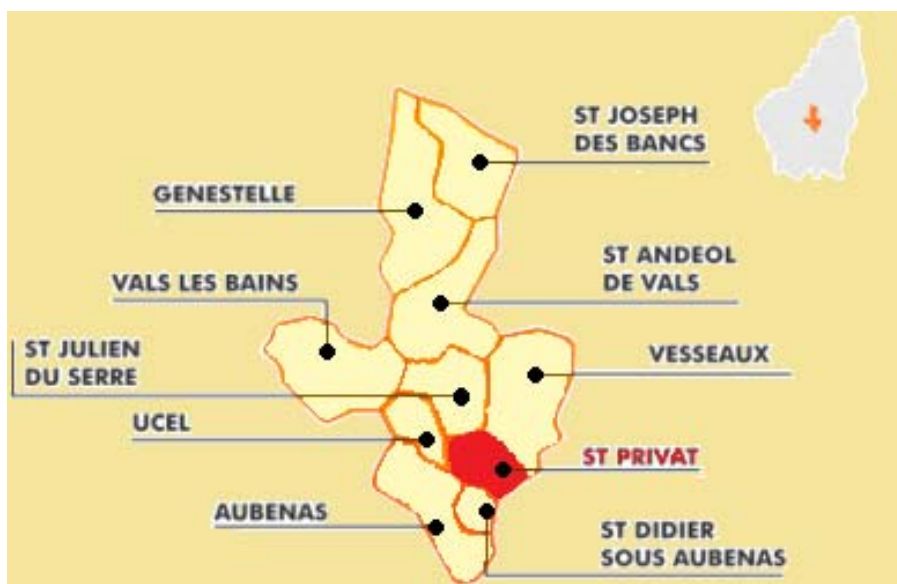 ST JOSEPH
DES BANCS
GENESTELLE
ST ANDEOL
DE VALS
VALS LES BAINS
ST JULIEN
DU SERRE
VESSEAUX
UCEL
ST PRIVAT
AUBENAS
ST DIDIER
SOUS AUBENAS